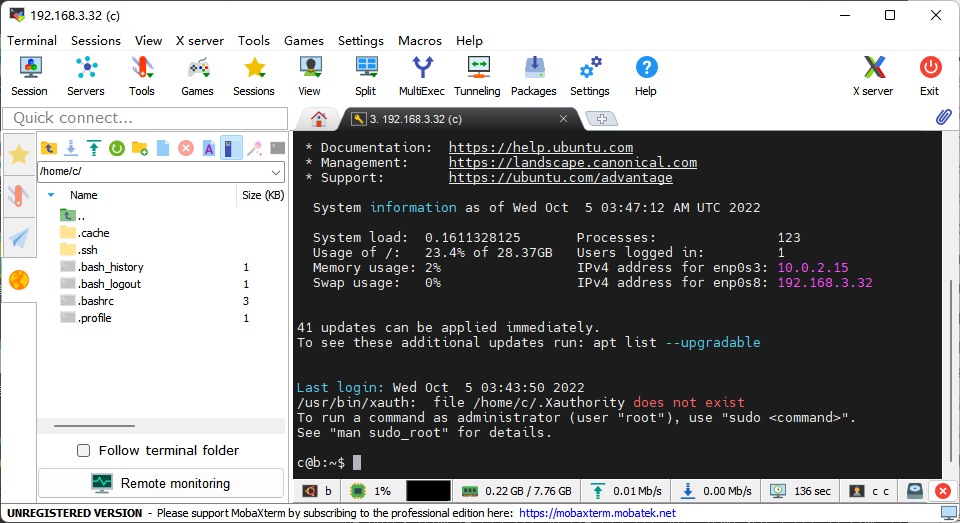 192.168.3.32 (c)
Terminal Sessions View X server Tools Games Settings Macros Help
Session Servers Tools Games Sessions View Split MultiExec Tunneling Packages Settings Help X server Exit
Quick connect...
3. 192.168.3.32 (c)
/home/c/
Name Size (KB)
..
.cache
.ssh
.bash_history 1
.bash_logout 1
.bashrc 3
.profile 1
Follow terminal folder
Remote monitoring
* Documentation: https://help.ubuntu.com
* Management: https://landscape.canonical.com
* Support: https://ubuntu.com/advantage
System information as of Wed Oct 5 03:47:12 AM UTC 2022
System load: 0.1611328125 Processes: 123
Usage of /: 23.4% of 28.37GB Users logged in: 1
Memory usage: 2% IPv4 address for enp0s3: 10.0.2.15
Swap usage: 0% IPv4 address for enp0s8: 192.168.3.32
41 updates can be applied immediately.
To see these additional updates run: apt list --upgradable
Last login: Wed Oct 5 03:43:50 2022
/usr/bin/xauth: file /home/c/.Xauthority does not exist
To run a command as administrator (user "root"), use "sudo <command>".
See "man sudo_root" for details.
c@b:~$
b 1% 0.22 GB / 7.76 GB 0.01 Mb/s 0.00 Mb/s 136 sec c c
UNREGISTERED VERSION - Please support MobaXterm by subscribing to the professional edition here: https://mobaxterm.mobatek.net